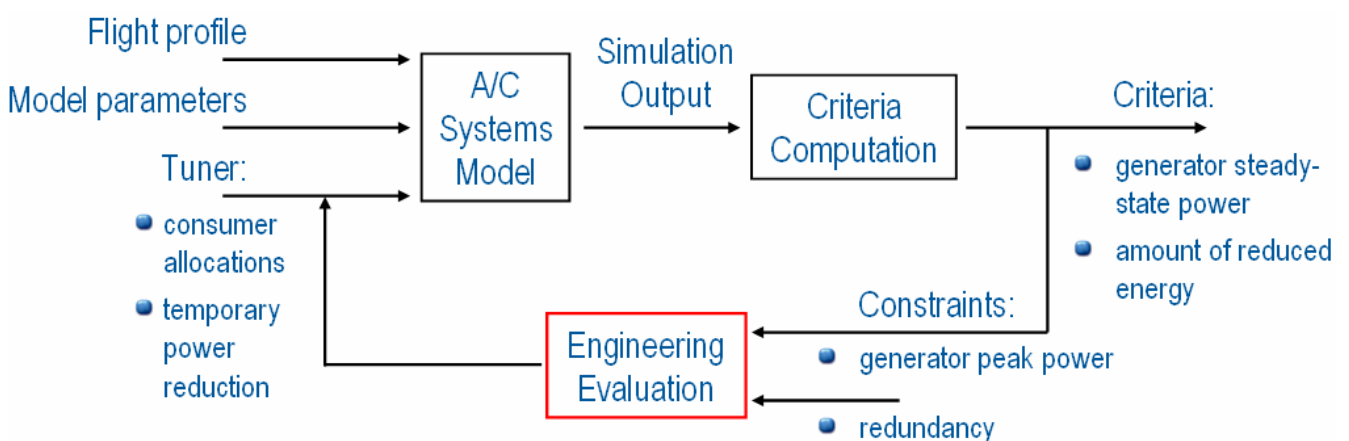 Flight profile
Model parameters
Tuner:
consumer
allocations
temporary
power
reduction
A/C
Systems
Model
Simulation
Output
Criteria
Computation
Criteria:
generator steady-
state power
amount of reduced
energy
Constraints:
generator peak power
redundancy
Engineering
Evaluation